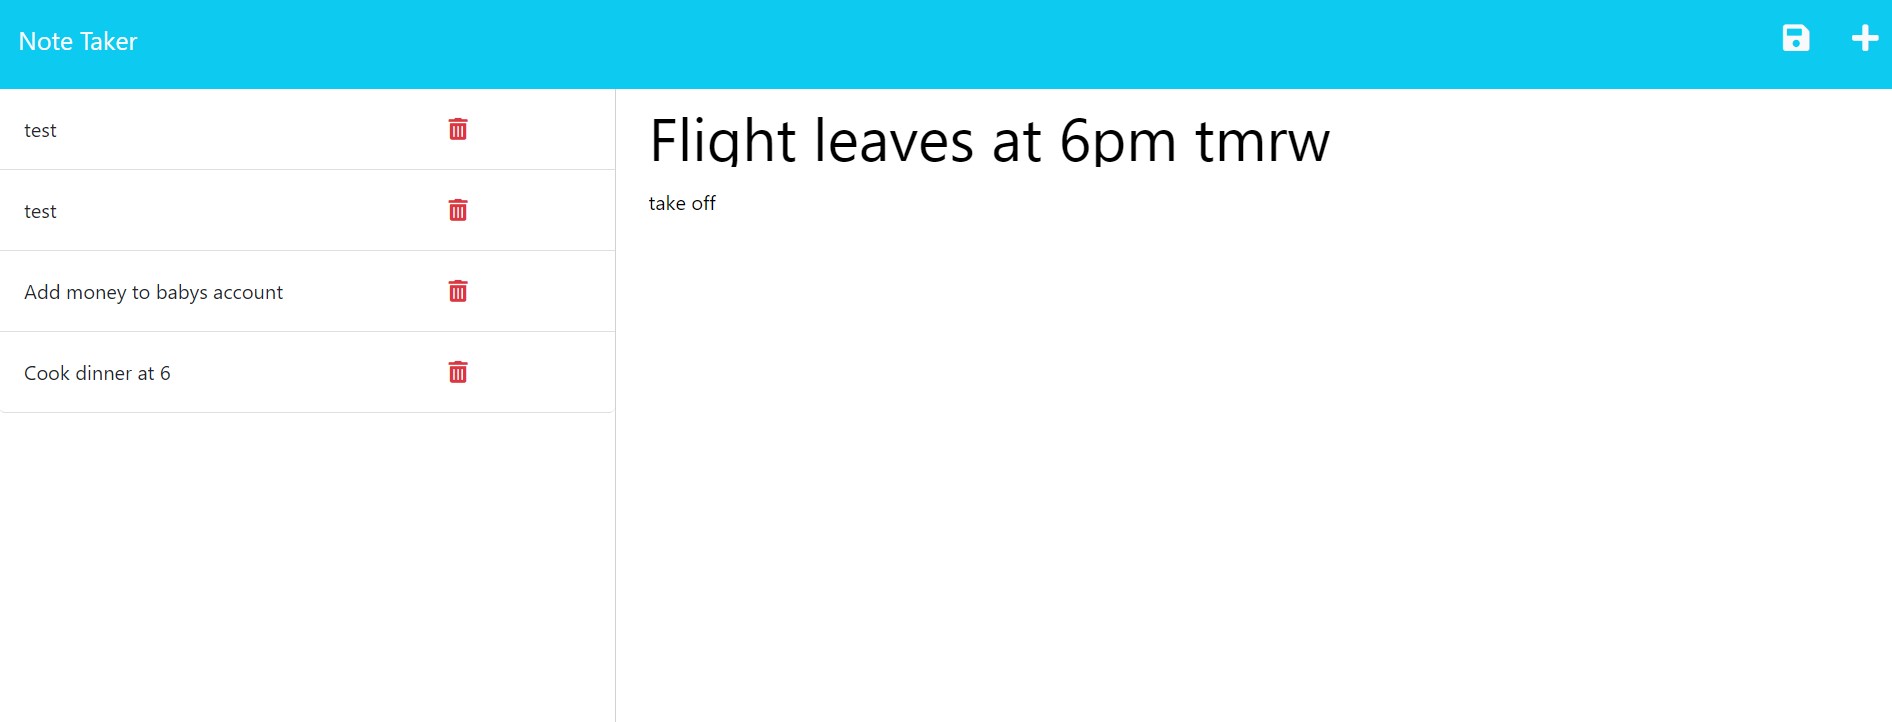 Note Taker
test
test
Add money to babys account
Cook dinner at 6
Flight leaves at 6pm tmrw
take off